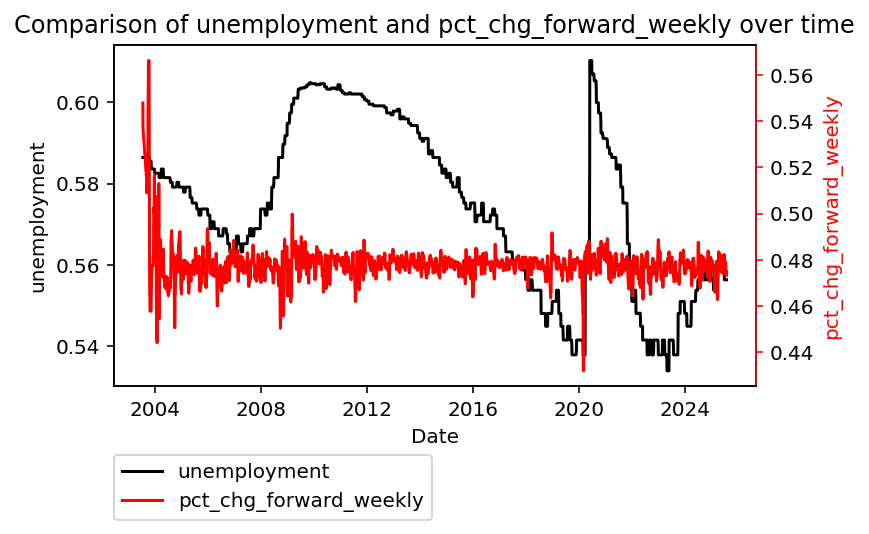 Comparison of unemployment and pct_chg_forward_weekly over time
0.60
0.58
0.56
0.54
unemployment
0.56
0.54
0.52
0.50
0.48
0.46
0.44
pct_chg_forward_weekly
2004 2008 2012 2016 2020 2024
Date
unemployment
pct_chg_forward_weekly